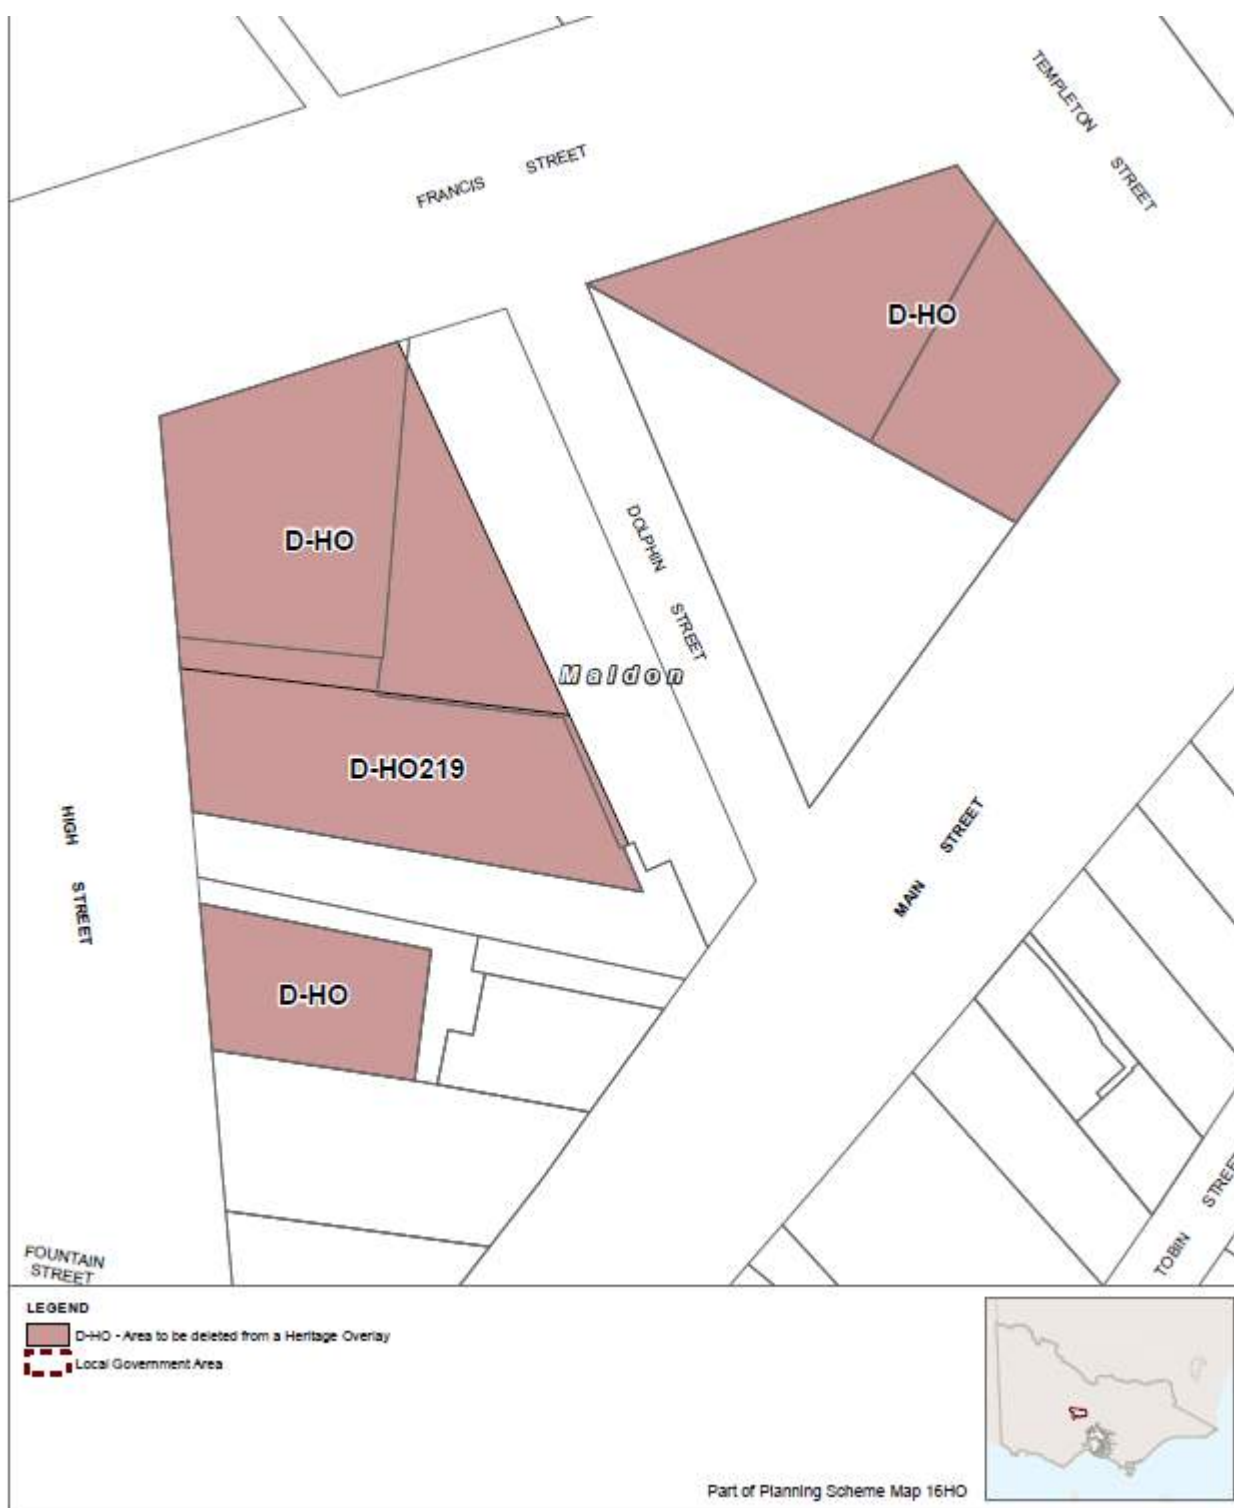 TEMPLETON
STREET
FRANCIS STREET
D-HO
D-HO
DOLPHIN
STREET
Maldon
D-HO219
HIGH
STREET
MAIN STREET
D-HO
FOUNTAIN
STREET
TOBIN STREET
LEGEND
D-HO - Area to be deleted from a Heritage Overlay
Local Government Area
Part of Planning Scheme Map 16HO